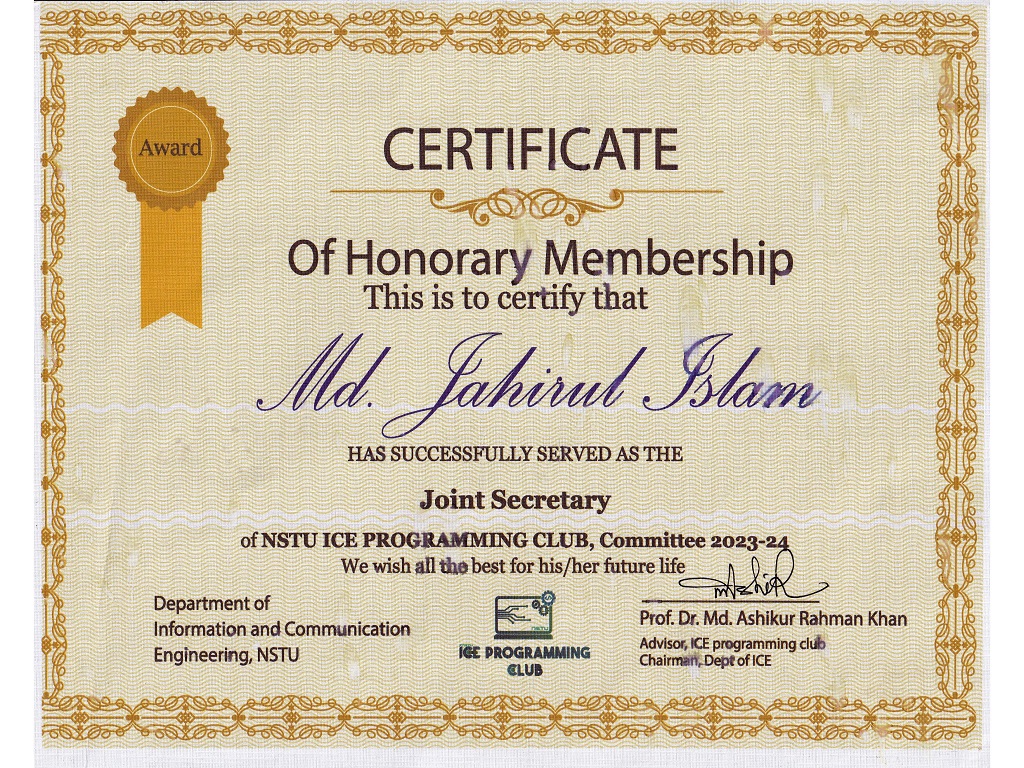 Award
CERTIFICATE
Of Honorary Membership
This is to certify that
Md. Jahirul Islam
HAS SUCCESSFULLY SERVED AS THE
Joint Secretary
of NSTU ICE PROGRAMMING CLUB, Committee 2023-24
We wish all the best for his/her future life
Department of
Information and Communication
Engineering, NSTU
NSTU
ICE PROGRAMMING
CLUB
Prof. Dr. Md. Ashikur Rahman Khan
Advisor, ICE programming club
Chairman, Dept of ICE